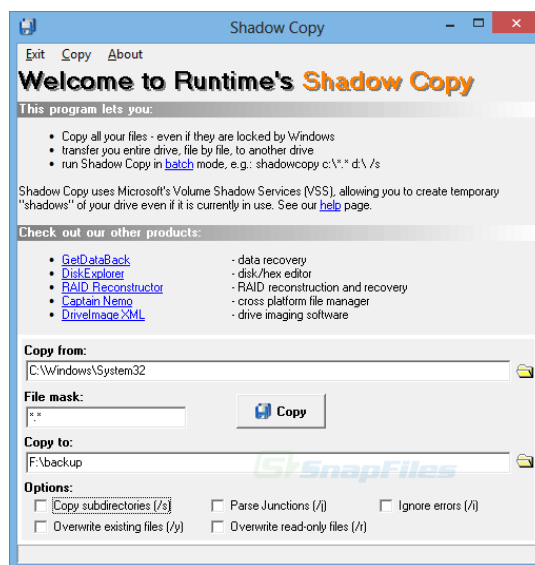 Shadow Copy
Exit Copy About
Welcome to Runtime's Shadow Copy
This program lets you:
Copy all your files - even if they are locked by Windows
transfer you entire drive, file by file, to another drive
run Shadow Copy in batch mode, e.g.: shadowcopy c:\*.* d:\ /s
Shadow Copy uses Microsoft's Volume Shadow Services (VSS), allowing you to create temporary
"shadows" of your drive even if it is currently in use. See our help page.
Check out our other products:
GetDataBack - data recovery
DiskExplorer - disk/hex editor
RAID Reconstructor - RAID reconstruction and recovery
Captain Nemo - cross platform file manager
DriveImage XML - drive imaging software
Copy from:
C:\Windows\System32
File mask:
*.*
Copy
Copy to:
F:\backup
SnapFiles
Options:
Copy subdirectories (/s) Parse Junctions (/j) Ignore errors (/i)
Overwrite existing files (/y) Overwrite read-only files (/r)